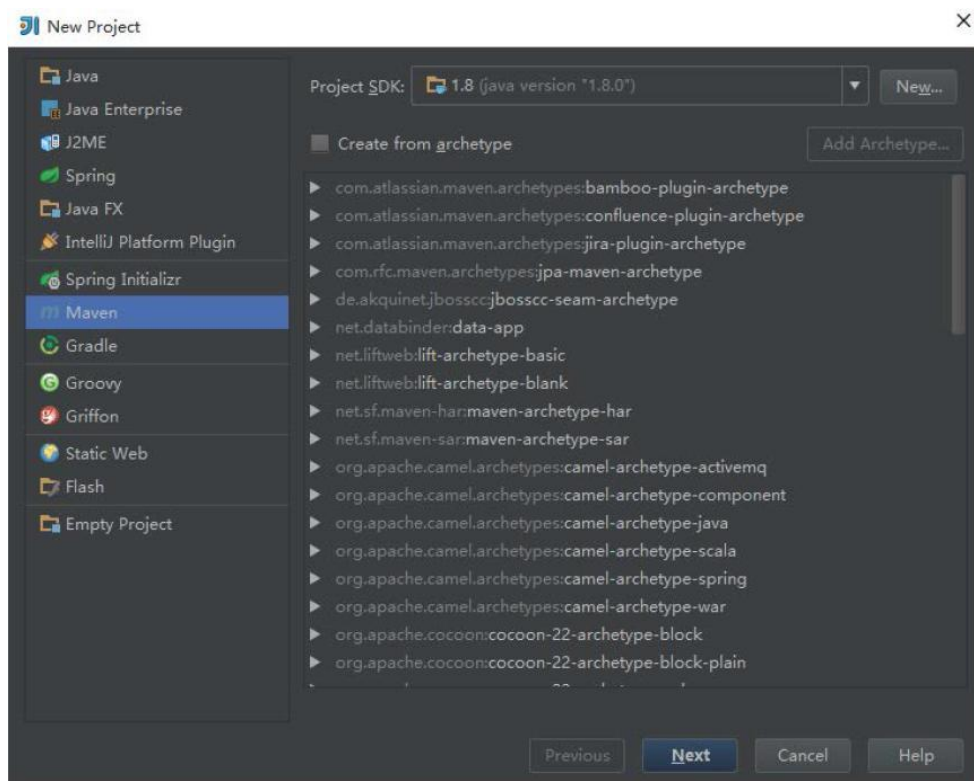 New Project
Java
Java Enterprise
J2ME
Spring
Java FX
IntelliJ Platform Plugin
Spring Initializr
Maven
Gradle
Groovy
Griffon
Static Web
Flash
Empty Project
Project SDK: 1.8 (java version "1.8.0") New...
Create from archetype Add Archetype...
com.atlassian.maven.archetypes:bamboo-plugin-archetype
com.atlassian.maven.archetypes:confluence-plugin-archetype
com.atlassian.maven.archetypes:jira-plugin-archetype
com.rfc.maven.archetypes:jpa-maven-archetype
de.akquinet.jbosscc:jbosscc-seam-archetype
net.databinder:data-app
net.liftweb:lift-archetype-basic
net.liftweb:lift-archetype-blank
net.sf.maven-har:maven-archetype-har
net.sf.maven-sar:maven-archetype-sar
org.apache.camel.archetypes:camel-archetype-activemq
org.apache.camel.archetypes:camel-archetype-component
org.apache.camel.archetypes:camel-archetype-java
org.apache.camel.archetypes:camel-archetype-scala
org.apache.camel.archetypes:camel-archetype-spring
org.apache.camel.archetypes:camel-archetype-war
org.apache.cocoon:cocoon-22-archetype-block
org.apache.cocoon:cocoon-22-archetype-block-plain
Previous Next Cancel Help